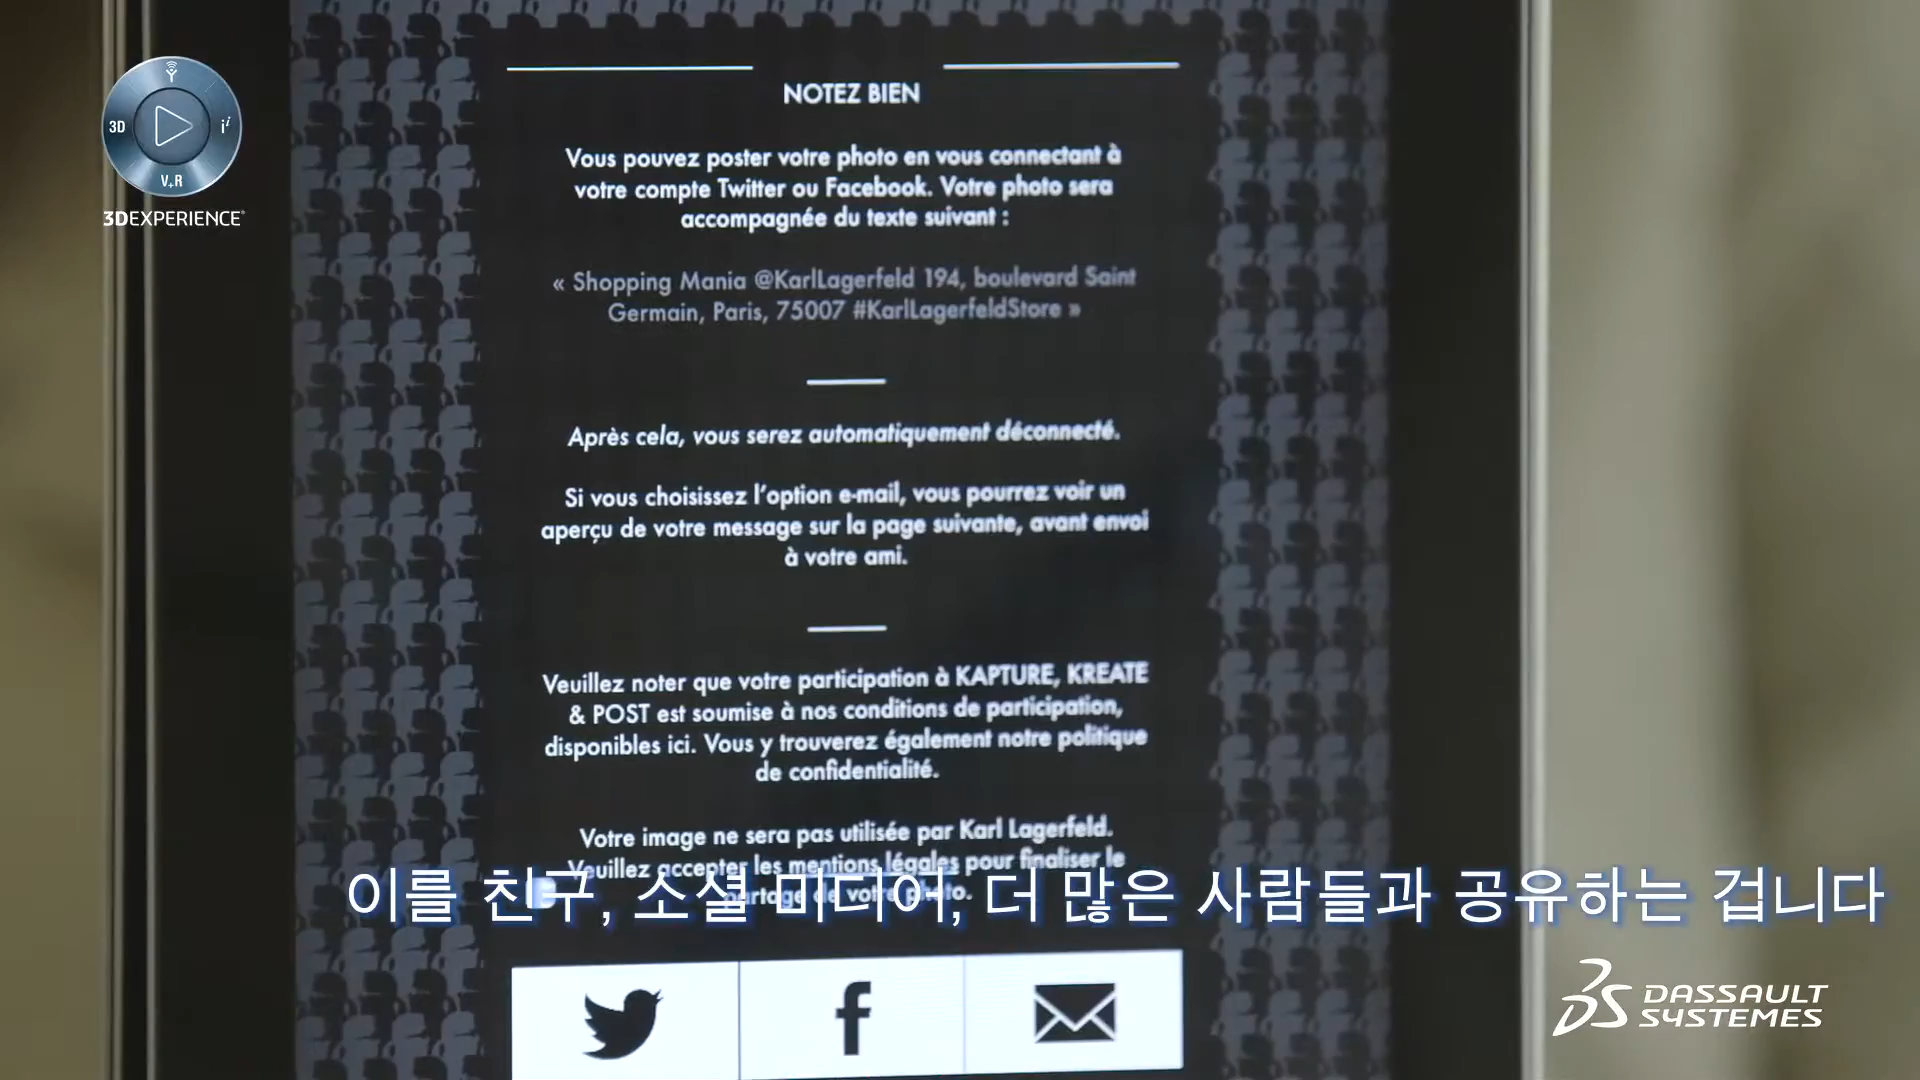 NOTEZ BIEN
Vous pouvez poster votre photo en vous connectant à
votre compte Twitter ou Facebook. Votre photo sera
accompagnée du texte suivant :
« Shopping Mania @KarlLagerfeld 194, boulevard Saint
Germain, Paris, 75007 #KarlLagerfeldStore »
Après cela, vous serez automatiquement déconnecté.
Si vous choisissez l'option e-mail, vous pourrez voir un
aperçu de votre message sur la page suivante, avant envoi
à votre ami.
Veuillez noter que votre participation à KAPTURE, KREATE
& POST est soumise à nos conditions de participation,
disponibles ici. Vous y trouverez également notre politique
de confidentialité.
Votre image ne sera pas utilisée par Karl Lagerfeld.
Veuillez accepter les mentions légales pour finaliser le
partage de votre photo.
이를 친구, 소셜 미디어, 더 많은 사람들과 공유하는 겁니다
3D
V+R
i
3DEXPERIENCE®
DASSAULT
SYSTEMES